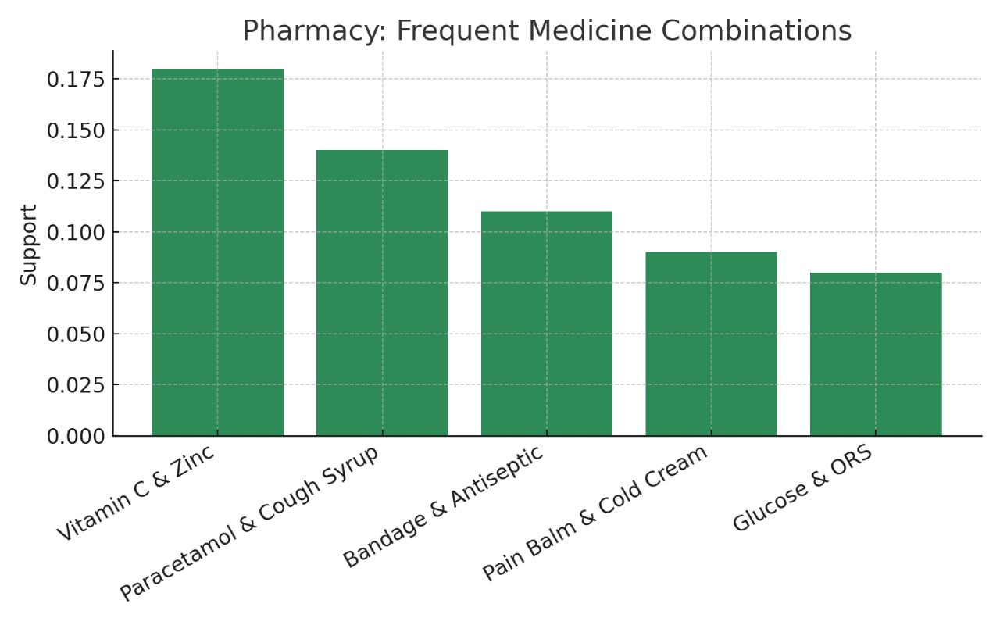 Pharmacy: Frequent Medicine Combinations
Support
0.175
0.150
0.125
0.100
0.075
0.050
0.025
0.000
Vitamin C & Zinc
Paracetamol & Cough Syrup
Bandage & Antiseptic
Pain Balm & Cold Cream
Glucose & ORS